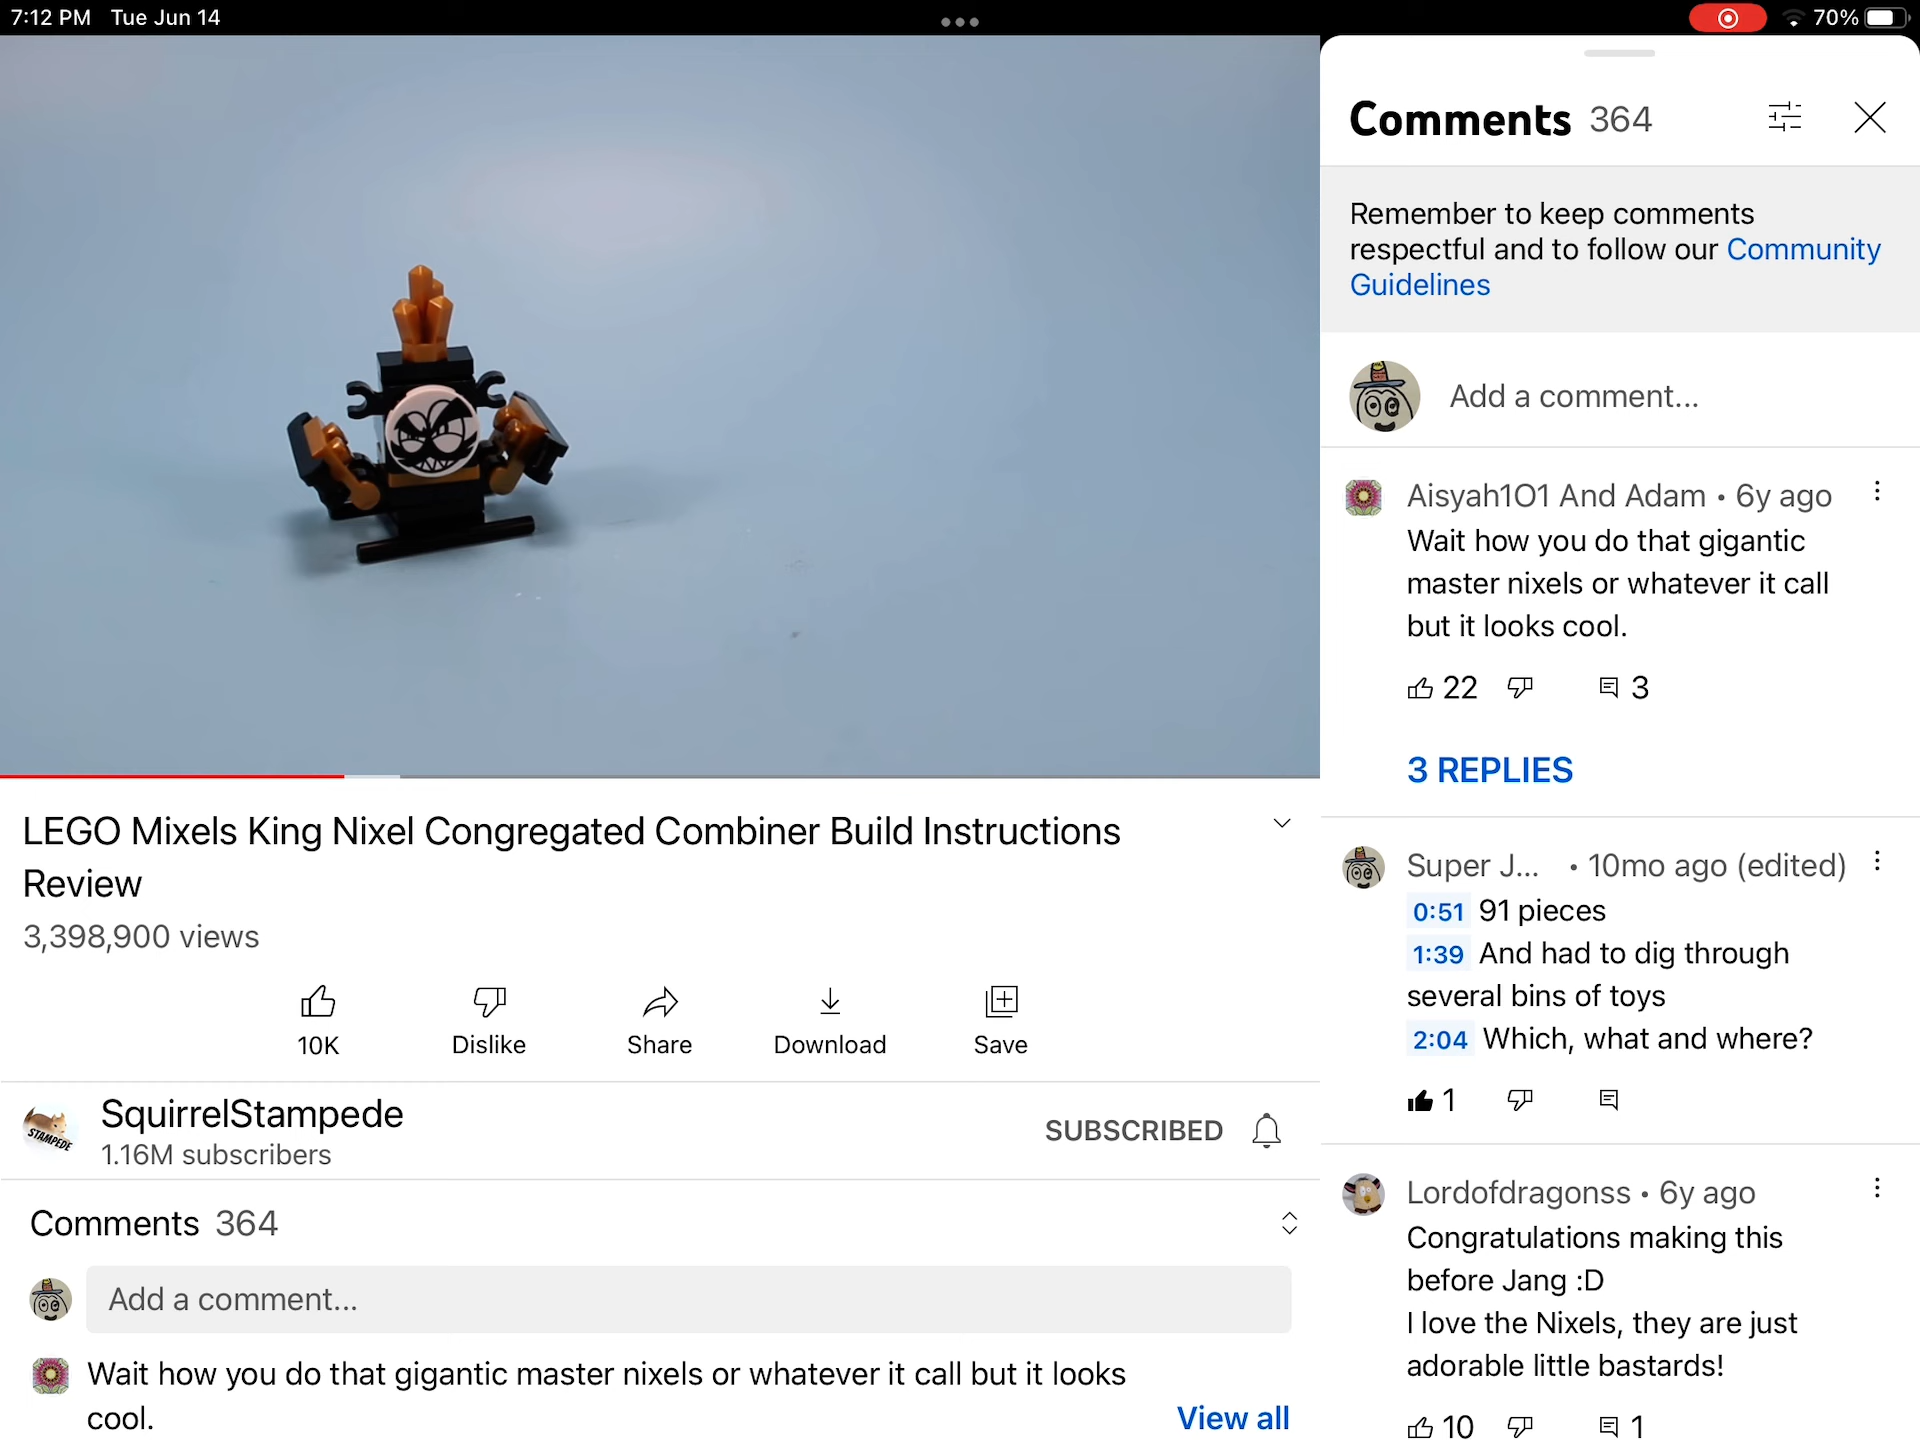 7:12 PM Tue Jun 14
70%
LEGO Mixels King Nixel Congregated Combiner Build Instructions
Review
3,398,900 views
10K
Dislike
Share
Download
Save
STAMPEDE
SquirrelStampede
1.16M subscribers
SUBSCRIBED
Comments 364
Add a comment...
Wait how you do that gigantic master nixels or whatever it call but it looks
cool.
View all
Comments 364
Remember to keep comments
respectful and to follow our Community
Guidelines
Add a comment...
Aisyah1O1 And Adam • 6y ago
Wait how you do that gigantic
master nixels or whatever it call
but it looks cool.
22
3
3 REPLIES
Super J... • 10mo ago (edited)
0:51 91 pieces
1:39 And had to dig through
several bins of toys
2:04 Which, what and where?
1
Lordofdragonss • 6y ago
Congratulations making this
before Jang :D
I love the Nixels, they are just
adorable little bastards!
10
1